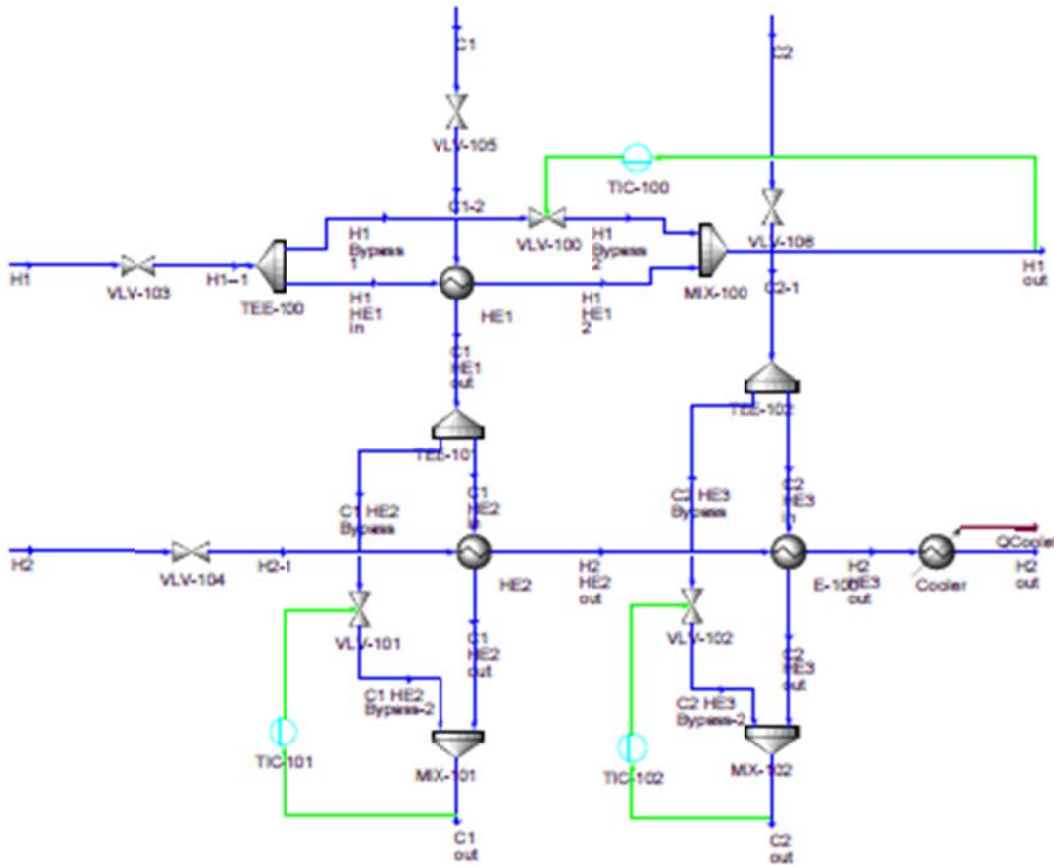 C1
C2
VLV-105
TIC-100
C1-2
H1
Bypass
1
VLV-100
H1
Bypass
2
VLV-106
H1
VLV-103
H1--1
TEE-100
H1
HE1
in
HE1
H1
HE1
2
MIX-100
C2-1
H1
out
C1
HE1
out
TEE-101
TEE-102
C1 HE2
Bypass
C1
HE2
in
C2 HE3
Bypass
C2
HE3
in
QCooler
H2
VLV-104
H2-1
HE2
H2
HE2
out
E-100
H2
HE3
out
Cooler
H2
out
VLV-101
C1
HE2
out
VLV-102
C2
HE3
out
C1 HE2
Bypass-2
C2 HE3
Bypass-2
TIC-101
MIX-101
TIC-102
MIX-102
C1
out
C2
out